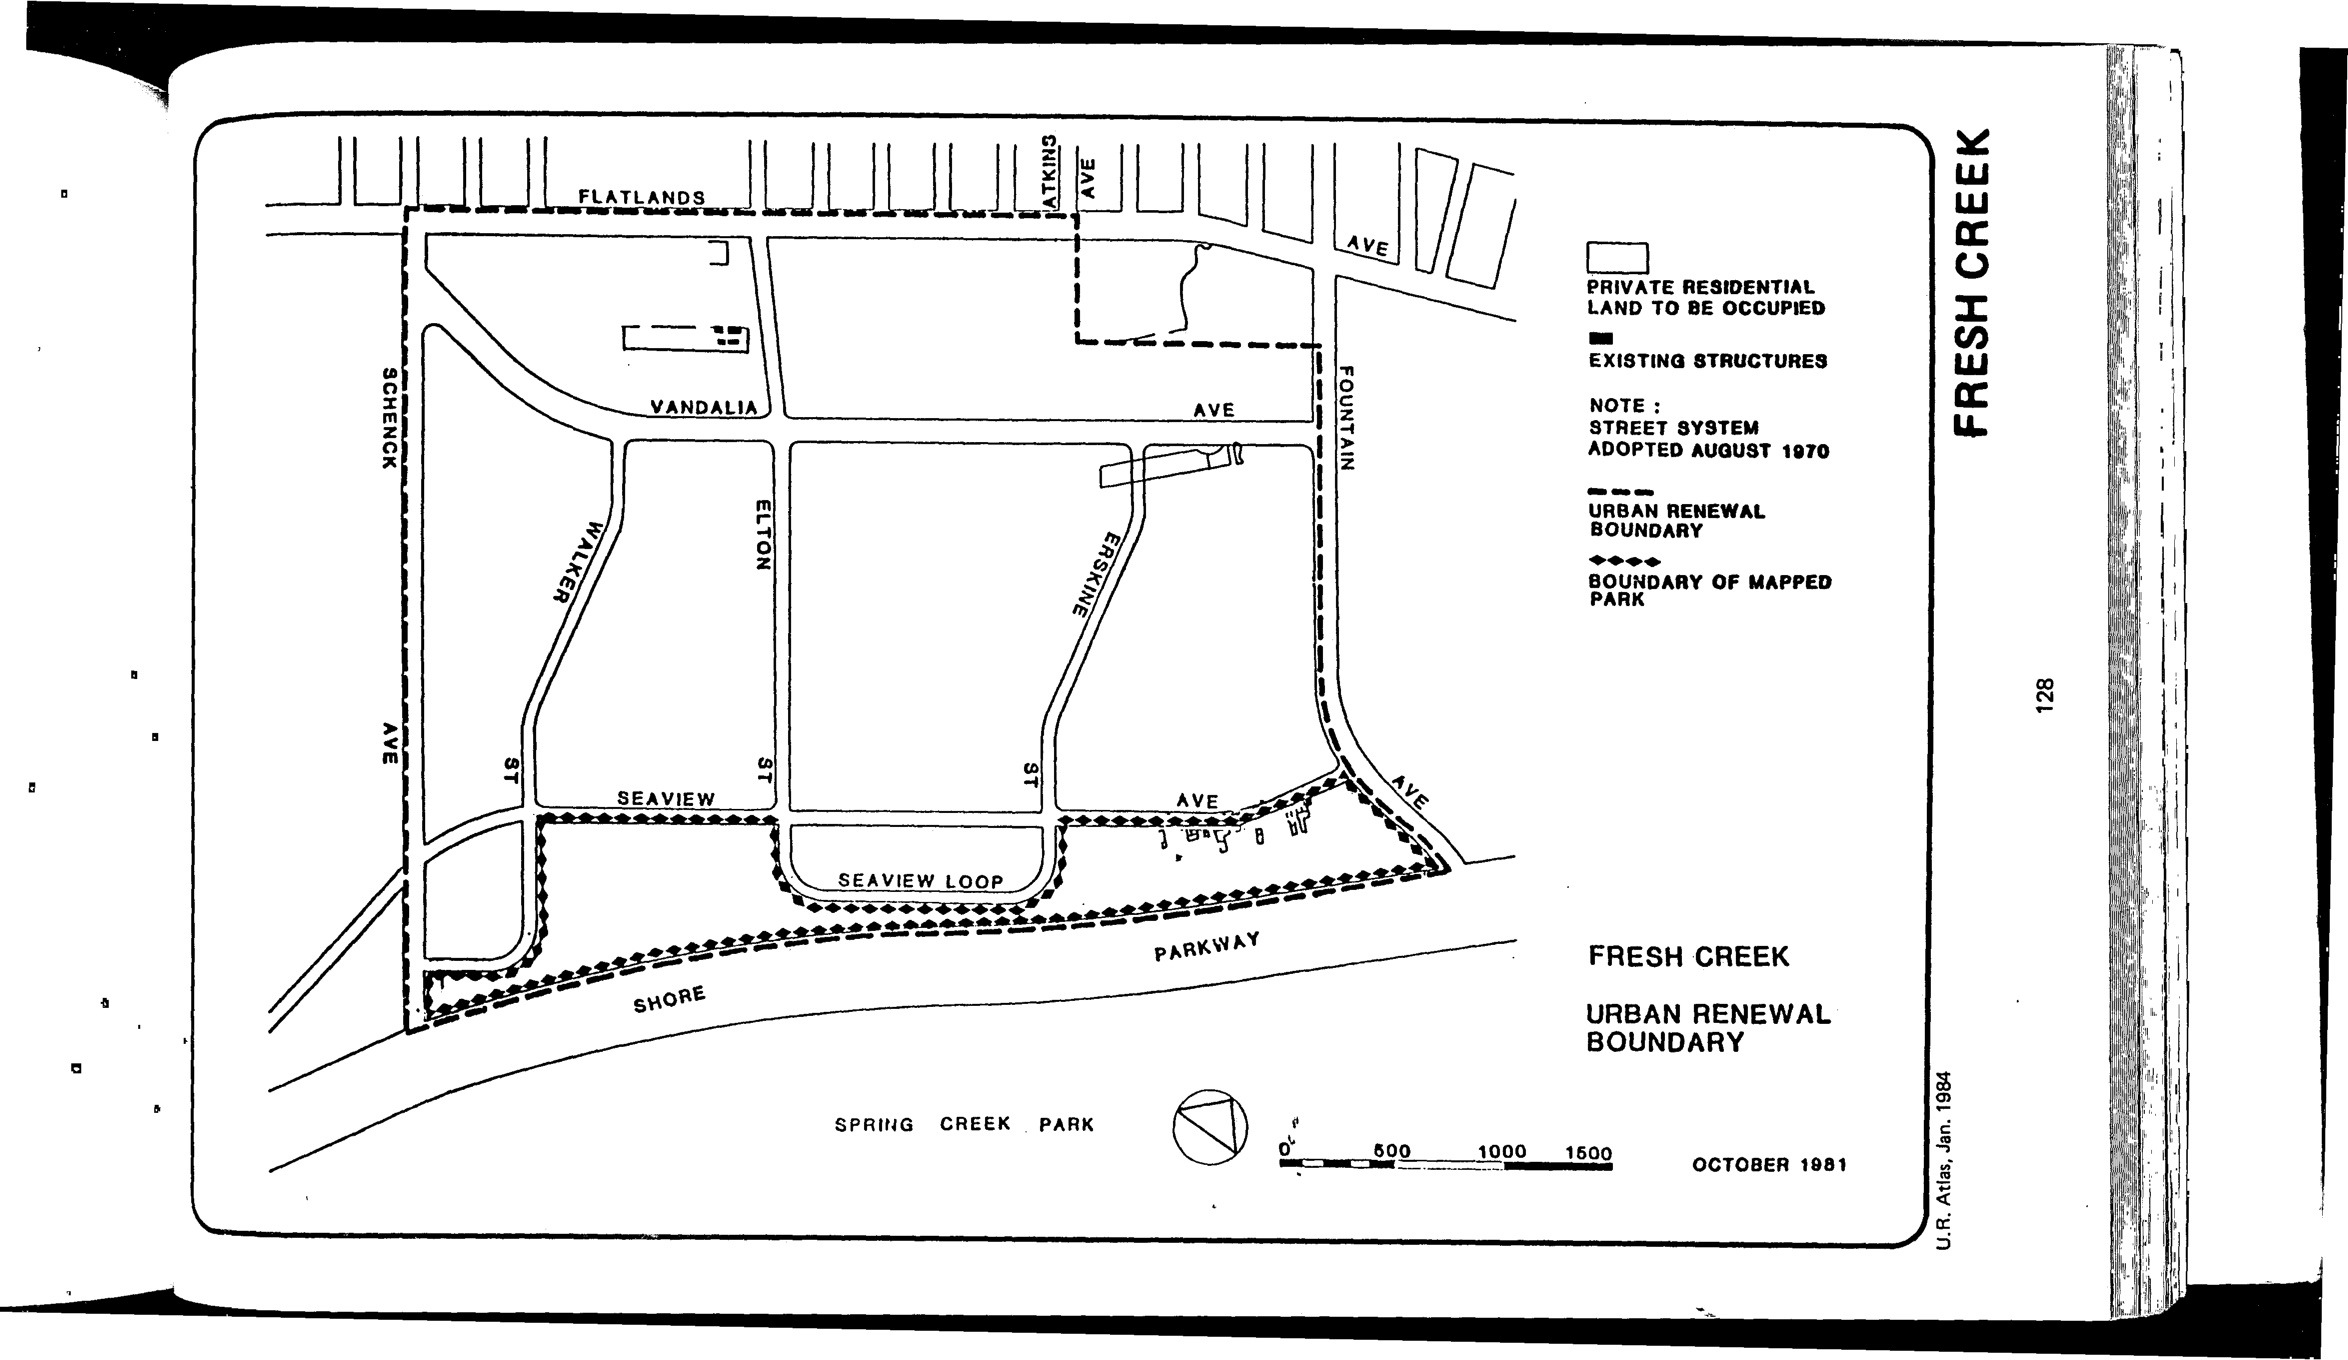 FRESH CREEK
128
U.R. Atlas, Jan. 1984
ATKINS
AVE
FLATLANDS
AVE
SCHENCK
AVE
VANDALIA
AVE
FOUNTAIN
AVE
WALKER
ST
ELTON
ST
ERSKINE
ST
SEAVIEW
AVE
SEAVIEW LOOP
SHORE
PARKWAY
SPRING CREEK PARK
PRIVATE RESIDENTIAL
LAND TO BE OCCUPIED
EXISTING STRUCTURES
NOTE :
STREET SYSTEM
ADOPTED AUGUST 1970
URBAN RENEWAL
BOUNDARY
BOUNDARY OF MAPPED
PARK
FRESH CREEK
URBAN RENEWAL
BOUNDARY
0 500 1000 1500
OCTOBER 1981